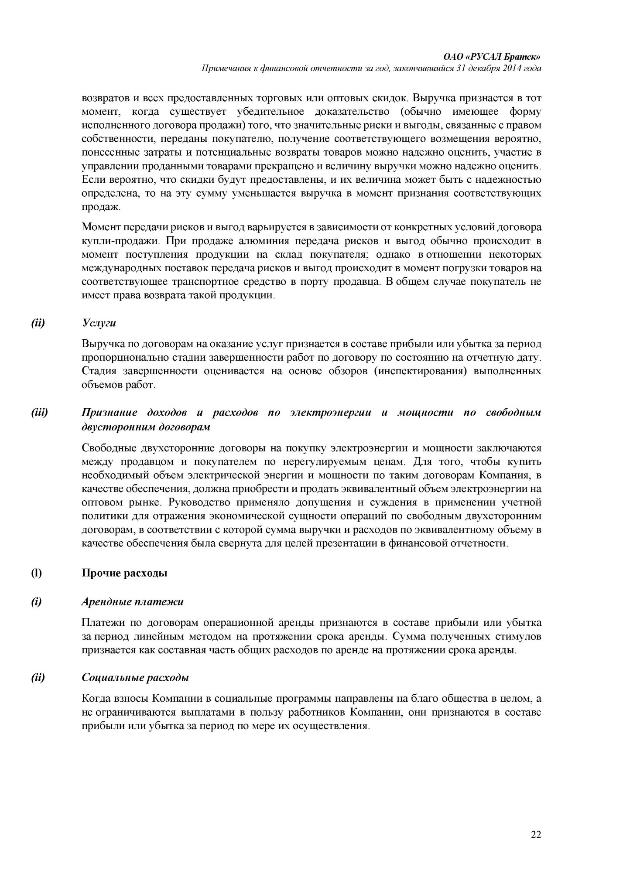 ОАО «РУСАЛ Братск»
Примечания к финансовой отчетности за год, закончившийся 31 декабря 2014 года
возвратов и всех предоставленных торговых или оптовых скидок. Выручка признается в тот
момент, когда существует убедительное доказательство (обычно имеющее форму
исполненного договора продажи) того, что значительные риски и выгоды, связанные с правом
собственности, переданы покупателю, получение соответствующего возмещения вероятно,
понесенные затраты и потенциальные возвраты товаров можно надежно оценить, участие в
управлении проданными товарами прекращено и величину выручки можно надежно оценить.
Если вероятно, что скидки будут предоставлены, и их величина может быть с надежностью
определена, то на эту сумму уменьшается выручка в момент признания соответствующих
продаж.
Момент передачи рисков и выгод варьируется в зависимости от конкретных условий договора
купли-продажи. При продаже алюминия передача рисков и выгод обычно происходит в
момент поступления продукции на склад покупателя; однако в отношении некоторых
международных поставок передача рисков и выгод происходит в момент погрузки товаров на
соответствующее транспортное средство в порту продавца. В общем случае покупатель не
имеет права возврата такой продукции.
(ii) Услуги
Выручка по договорам на оказание услуг признается в составе прибыли или убытка за период
пропорционально стадии завершенности работ по договору по состоянию на отчетную дату.
Стадия завершенности оценивается на основе обзоров (инспектирования) выполненных
объемов работ.
(iii) Признание доходов и расходов по электроэнергии и мощности по свободным
двусторонним договорам
Свободные двухсторонние договоры на покупку электроэнергии и мощности заключаются
между продавцом и покупателем по нерегулируемым ценам. Для того, чтобы купить
необходимый объем электрической энергии и мощности по таким договорам Компания, в
качестве обеспечения, должна приобрести и продать эквивалентный объем электроэнергии на
оптовом рынке. Руководство применяло допущения и суждения в применении учетной
политики для отражения экономической сущности операций по свободным двухсторонним
договорам, в соответствии с которой сумма выручки и расходов по эквивалентному объему в
качестве обеспечения была свернута для целей презентации в финансовой отчетности.
(l) Прочие расходы
(i) Арендные платежи
Платежи по договорам операционной аренды признаются в составе прибыли или убытка
за период линейным методом на протяжении срока аренды. Сумма полученных стимулов
признается как составная часть общих расходов по аренде на протяжении срока аренды.
(ii) Социальные расходы
Когда взносы Компании в социальные программы направлены на благо общества в целом, а
не ограничиваются выплатами в пользу работников Компании, они признаются в составе
прибыли или убытка за период по мере их осуществления.
22